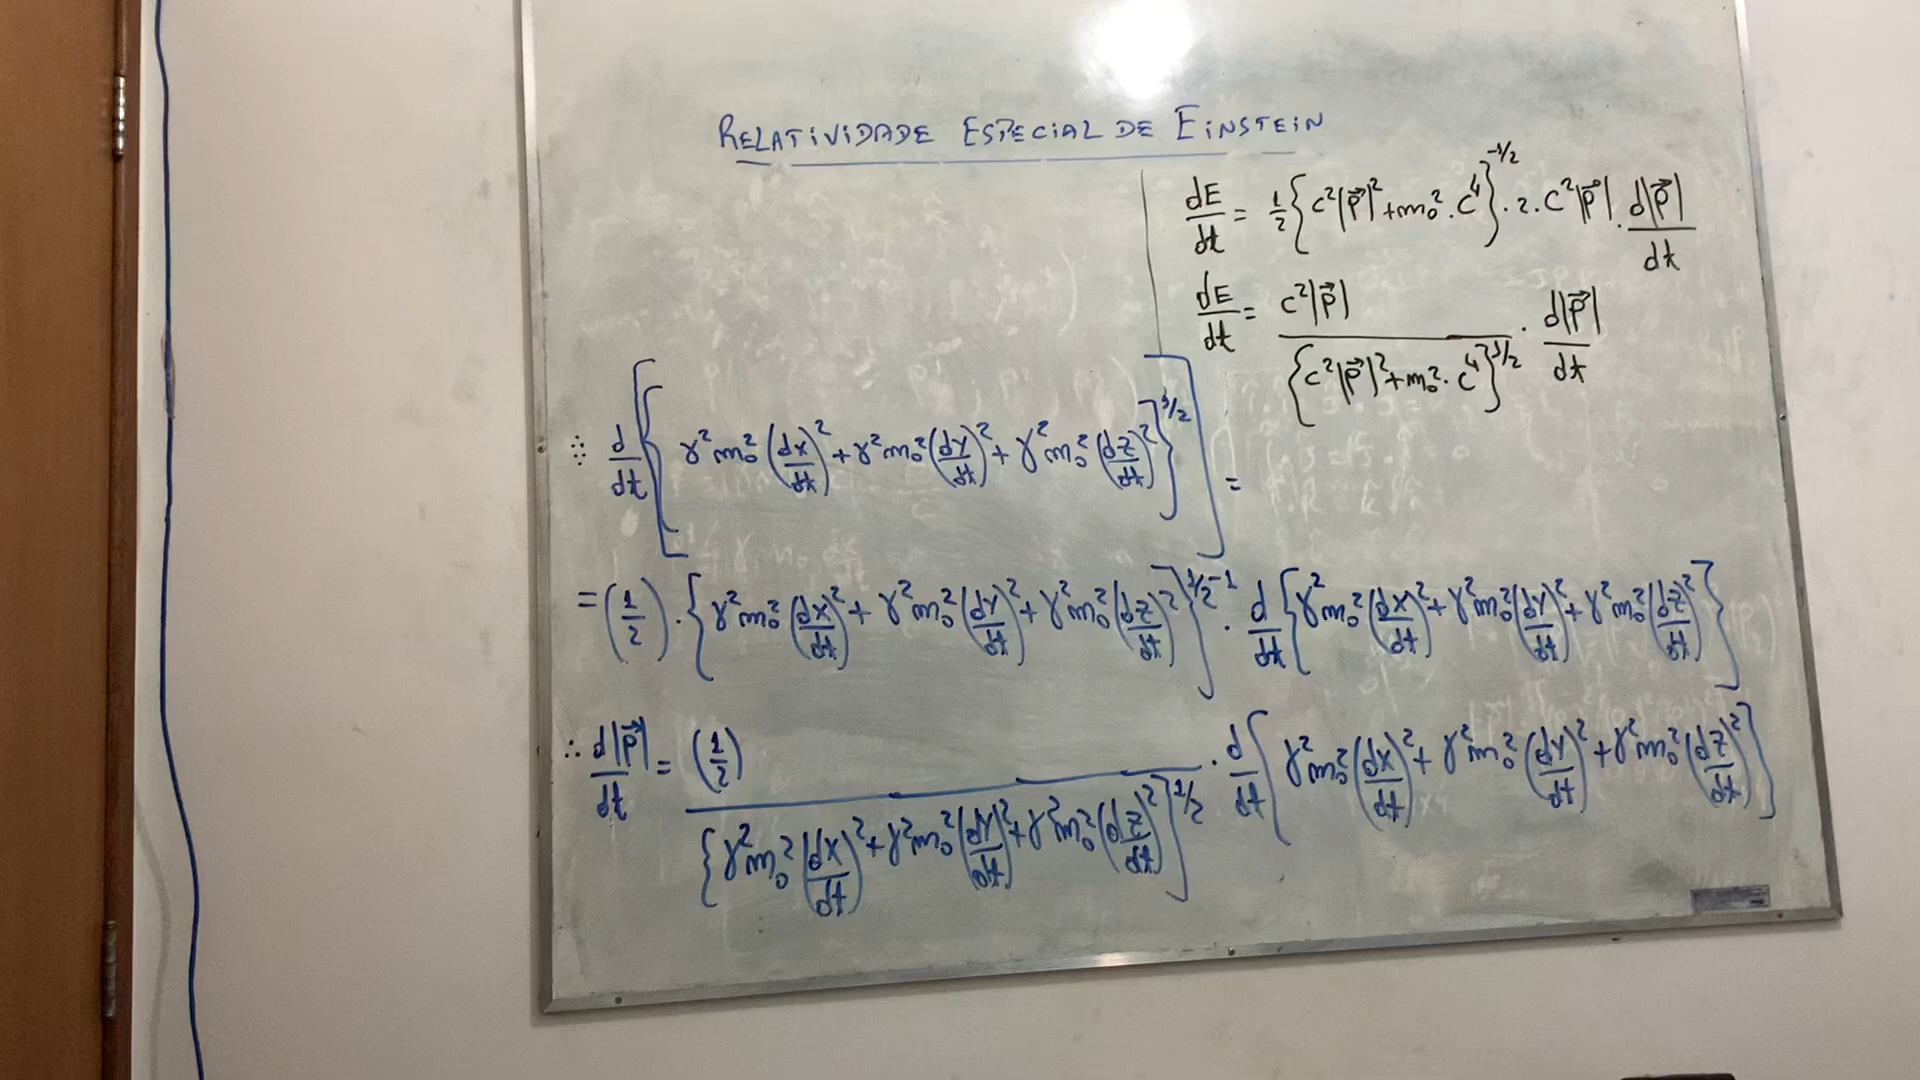 RELATIVIDADE ESPECIAL DE EINSTEIN
dE/dt = 1/2 {c²|p⃗|² + m₀² · c⁴}^(-1/2) · 2 · c²|p⃗| · d|p⃗|/dt
dE/dt = c²|p⃗| / {c²|p⃗|² + m₀² · c⁴}^(1/2) · d|p⃗|/dt
∴ d/dt [{γ²m₀²(dx/dt)² + γ²m₀²(dy/dt)² + γ²m₀²(dz/dt)²}^(1/2)] =
= (1/2) · {γ²m₀²(dx/dt)² + γ²m₀²(dy/dt)² + γ²m₀²(dz/dt)²}^(1/2 - 1) · d/dt {γ²m₀²(dx/dt)² + γ²m₀²(dy/dt)² + γ²m₀²(dz/dt)²}
∴ d|p⃗|/dt = (1/2) / {γ²m₀²(dx/dt)² + γ²m₀²(dy/dt)² + γ²m₀²(dz/dt)²}^(1/2) · d/dt {γ²m₀²(dx/dt)² + γ²m₀²(dy/dt)² + γ²m₀²(dz/dt)²}